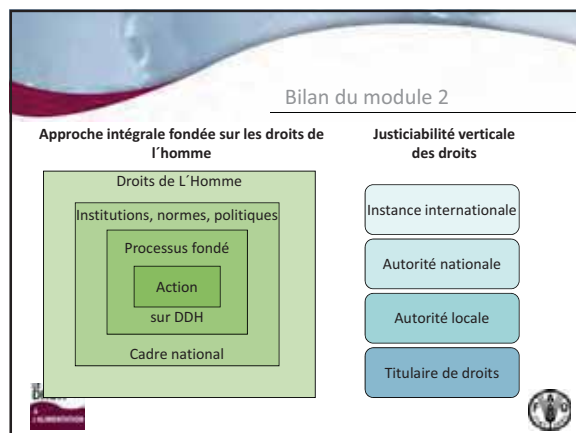 Bilan du module 2
Approche intégrale fondée sur les droits de
l´homme
Droits de L´Homme
Institutions, normes, politiques
Processus fondé
Action
sur DDH
Cadre national
Justiciabilité verticale
des droits
Instance internationale
Autorité nationale
Autorité locale
Titulaire de droits